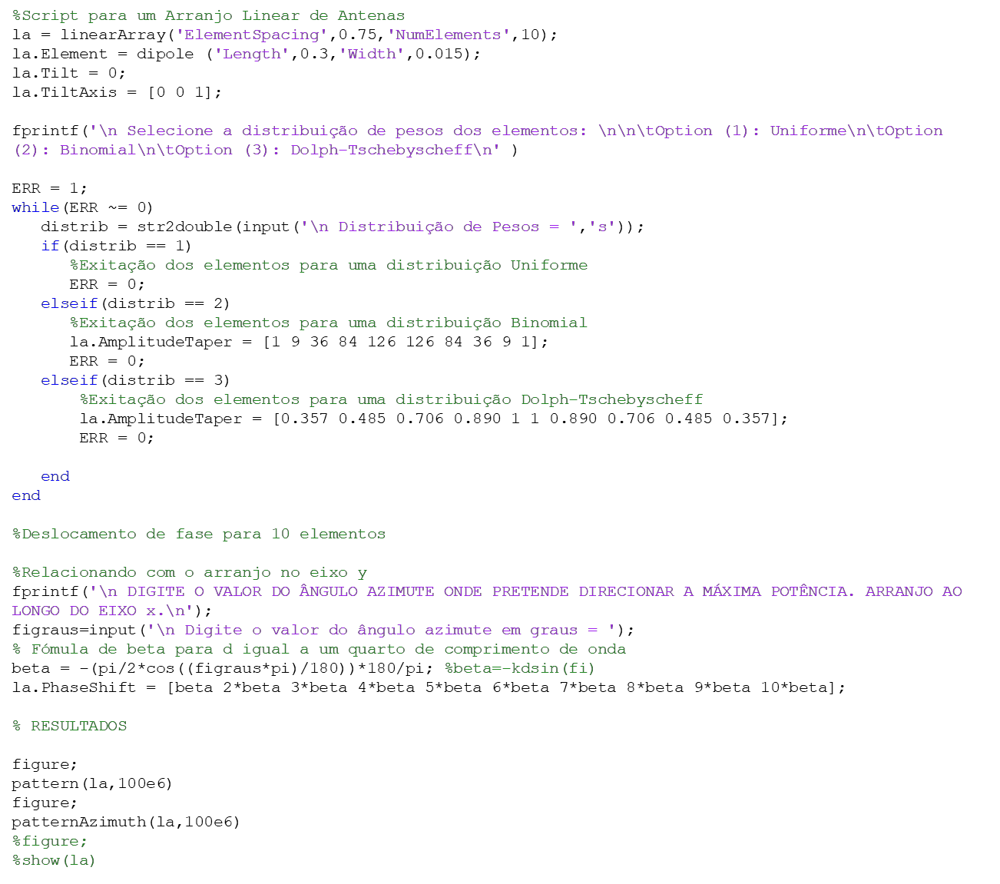 %Script para um Arranjo Linear de Antenas
la = linearArray('ElementSpacing',0.75,'NumElements',10);
la.Element = dipole ('Length',0.3,'Width',0.015);
la.Tilt = 0;
la.TiltAxis = [0 0 1];
fprintf('\n Selecione a distribuição de pesos dos elementos: \n\n\tOption (1): Uniforme\n\tOption
(2): Binomial\n\tOption (3): Dolph-Tschebyscheff\n' )
ERR = 1;
while(ERR ~= 0)
distrib = str2double(input('\n Distribuição de Pesos = ','s'));
if(distrib == 1)
%Exitação dos elementos para uma distribuição Uniforme
ERR = 0;
elseif(distrib == 2)
%Exitação dos elementos para uma distribuição Binomial
la.AmplitudeTaper = [1 9 36 84 126 126 84 36 9 1];
ERR = 0;
elseif(distrib == 3)
%Exitação dos elementos para uma distribuição Dolph-Tschebyscheff
la.AmplitudeTaper = [0.357 0.485 0.706 0.890 1 1 0.890 0.706 0.485 0.357];
ERR = 0;
end
end
%Deslocamento de fase para 10 elementos
%Relacionando com o arranjo no eixo y
fprintf('\n DIGITE O VALOR DO ÂNGULO AZIMUTE ONDE PRETENDE DIRECIONAR A MÁXIMA POTÊNCIA. ARRANJO AO
LONGO DO EIXO x.\n');
figraus=input('\n Digite o valor do ângulo azimute em graus = ');
% Fómula de beta para d igual a um quarto de comprimento de onda
beta = -(pi/2*cos((figraus*pi)/180))*180/pi; %beta=-kdsin(fi)
la.PhaseShift = [beta 2*beta 3*beta 4*beta 5*beta 6*beta 7*beta 8*beta 9*beta 10*beta];
% RESULTADOS
figure;
pattern(la,100e6)
figure;
patternAzimuth(la,100e6)
%figure;
%show(la)